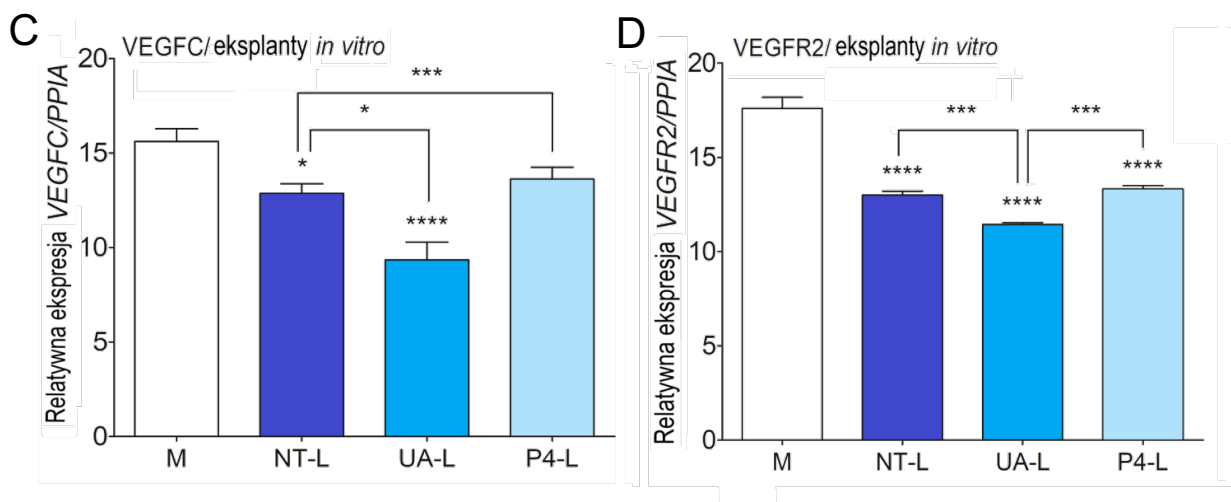 C
VEGFC/ eksplanty in vitro
Relatywna ekspresja VEGFC/PPIA
20
15
10
5
0
***
*
*
****
M NT-L UA-L P4-L
D
VEGFR2/ eksplanty in vitro
Relatywna ekspresja VEGFR2/PPIA
20
15
10
5
0
*** ***
****
****
****
M NT-L UA-L P4-L